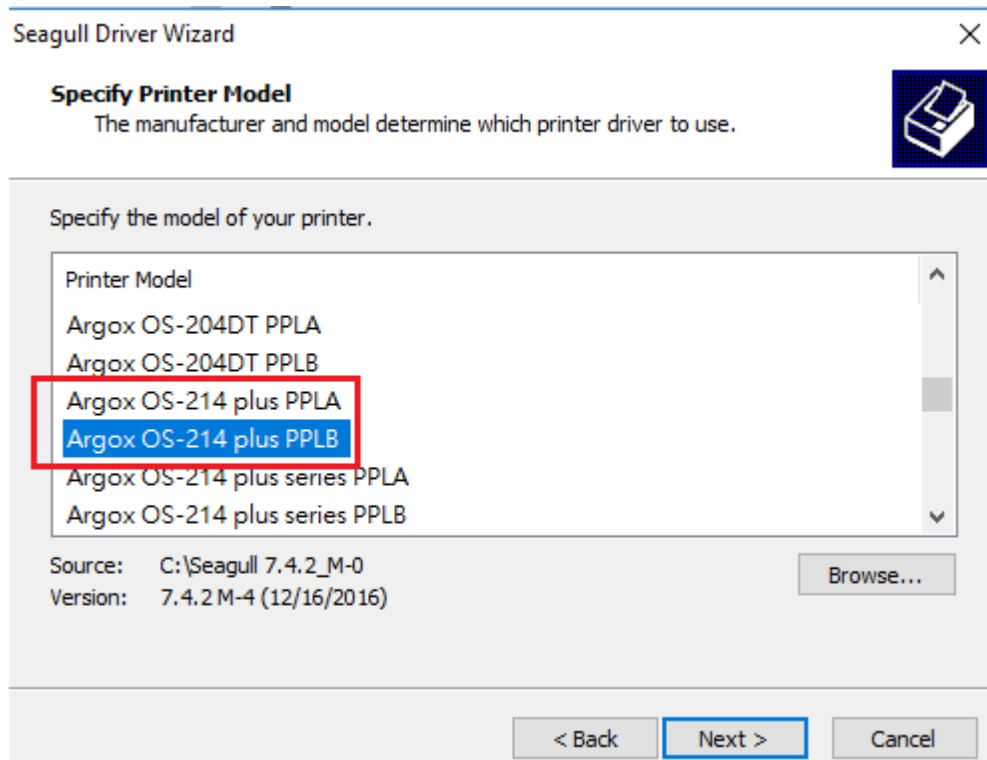 Seagull Driver Wizard
Specify Printer Model
The manufacturer and model determine which printer driver to use.
Specify the model of your printer.
Printer Model
Argox OS-204DT PPLA
Argox OS-204DT PPLB
Argox OS-214 plus PPLA
Argox OS-214 plus PPLB
Argox OS-214 plus series PPLA
Argox OS-214 plus series PPLB
Source: C:\Seagull 7.4.2_M-0
Browse...
Version: 7.4.2 M-4 (12/16/2016)
< Back Next > Cancel